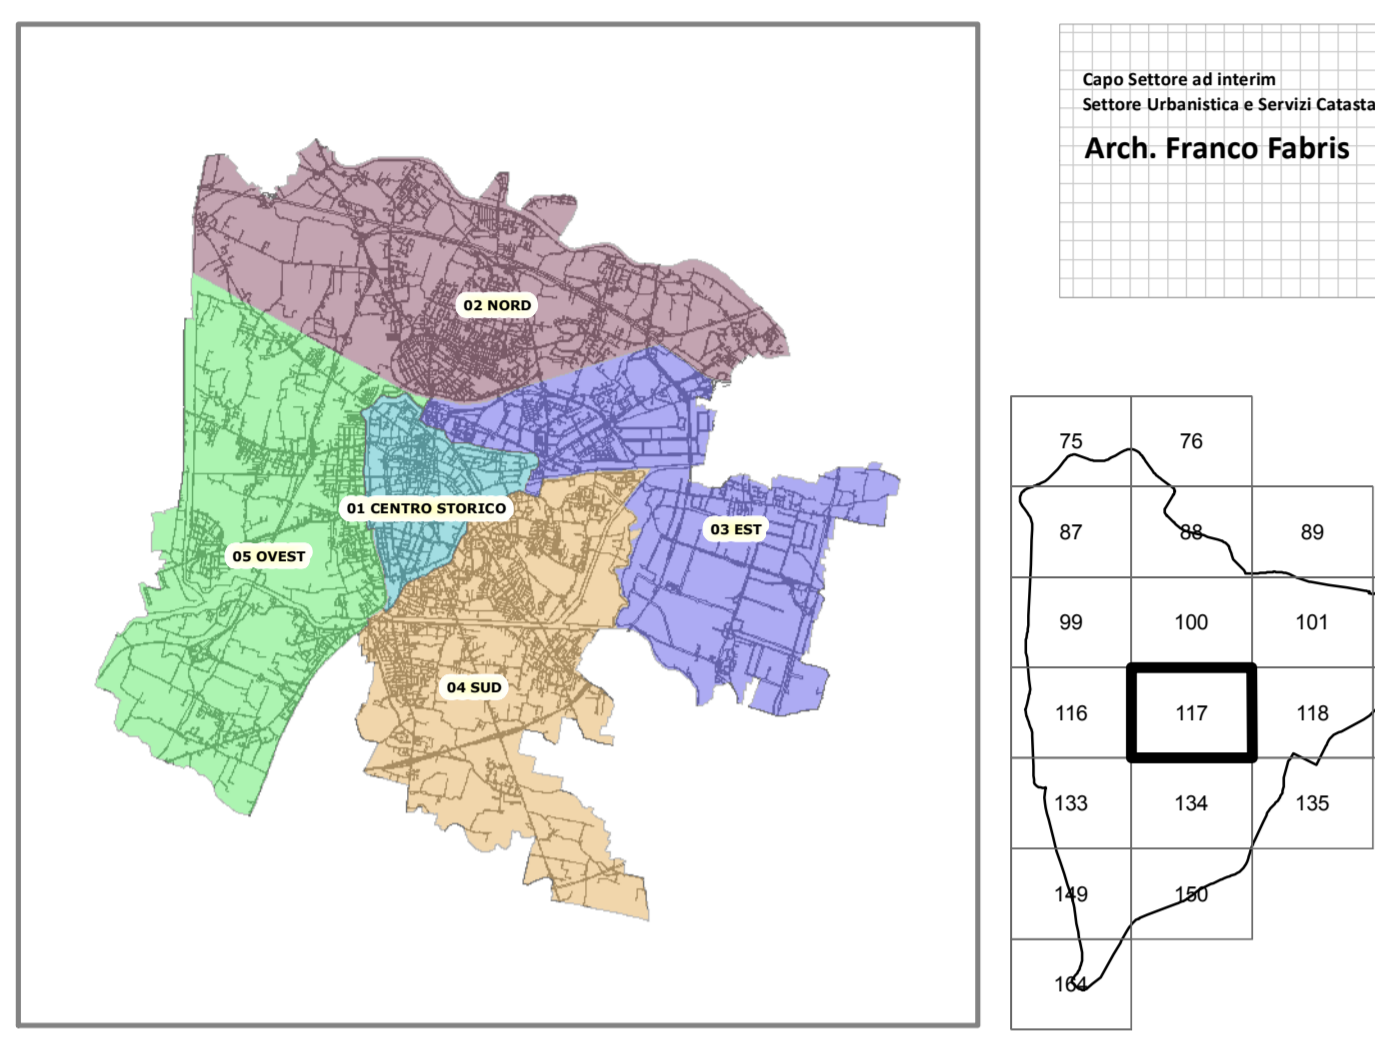 02 NORD
01 CENTRO STORICO
03 EST
05 OVEST
04 SUD
Capo Settore ad interim
Settore Urbanistica e Servizi Catasta
Arch. Franco Fabris
75 76
87 88 89
99 100 101
116 117 118
133 134 135
149 150
164